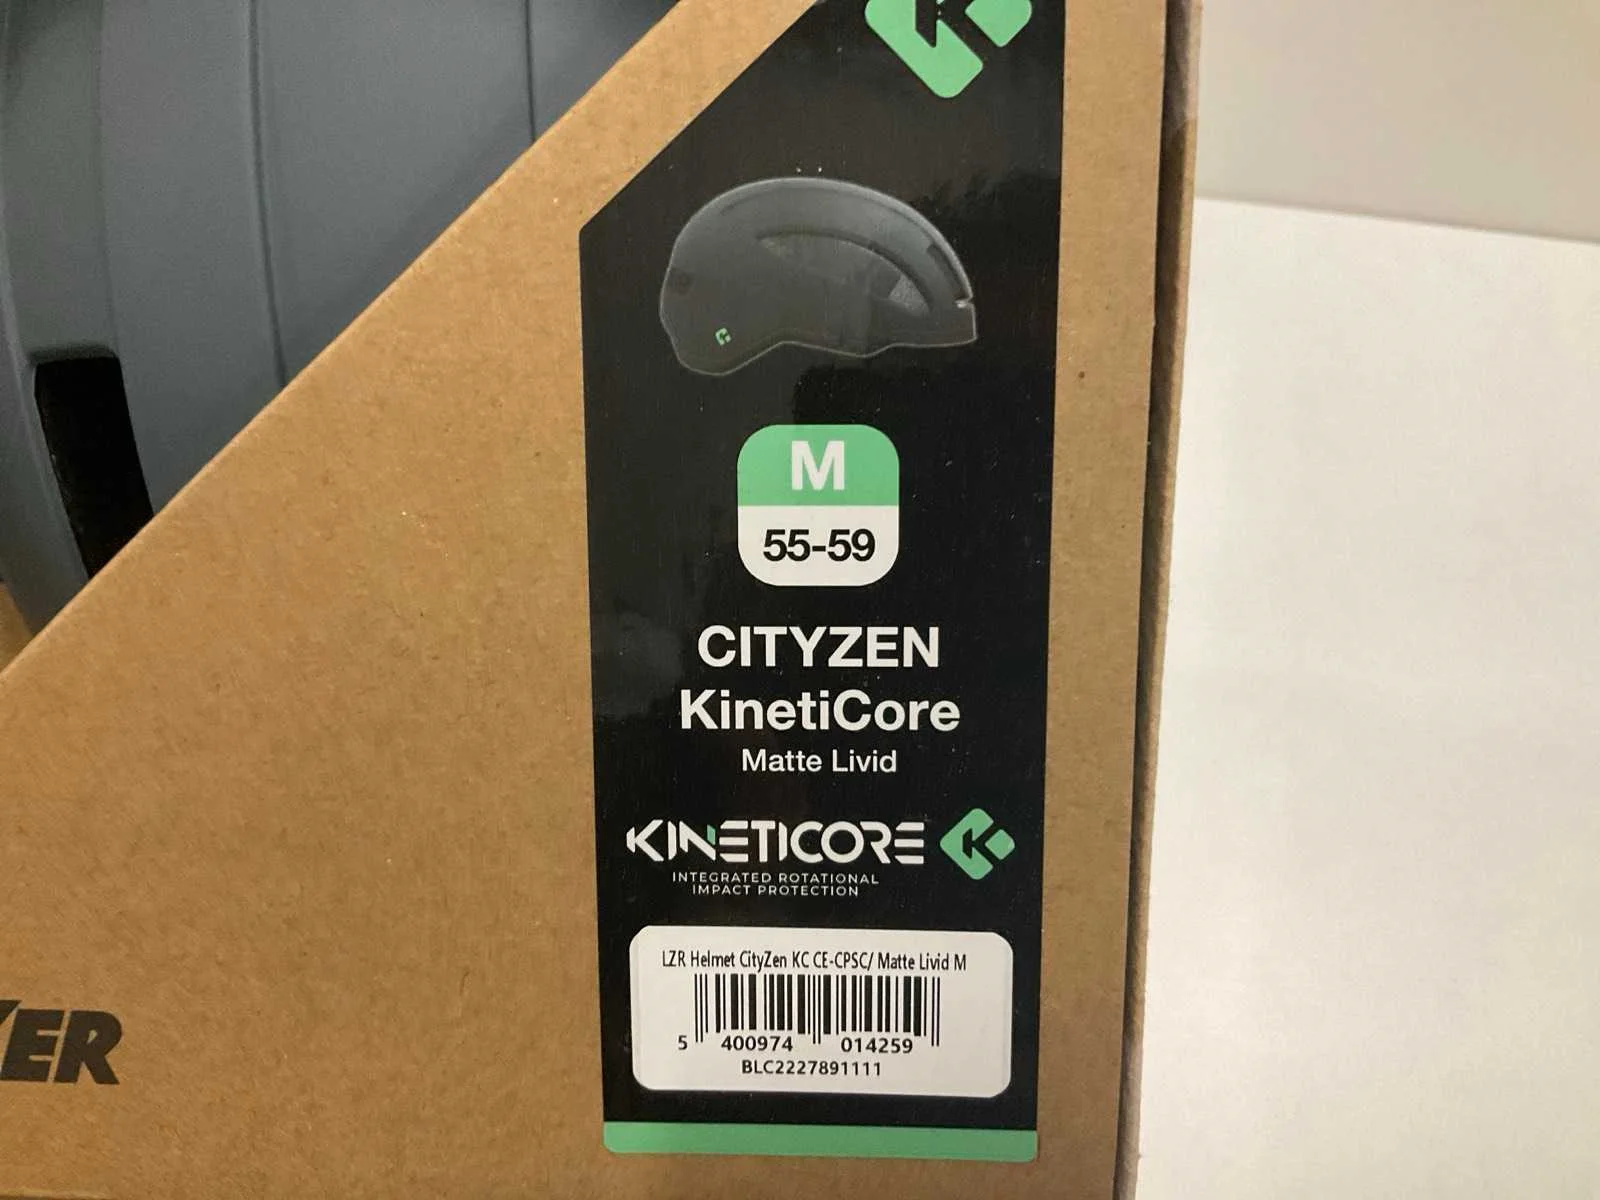 M
55-59
CITYZEN
KinetiCore
Matte Livid
KINETICORE
INTEGRATED ROTATIONAL
IMPACT PROTECTION
LZR Helmet CityZen KC CE-CPSC/ Matte Livid M
5 400974 014259
BLC2227891111
ZER